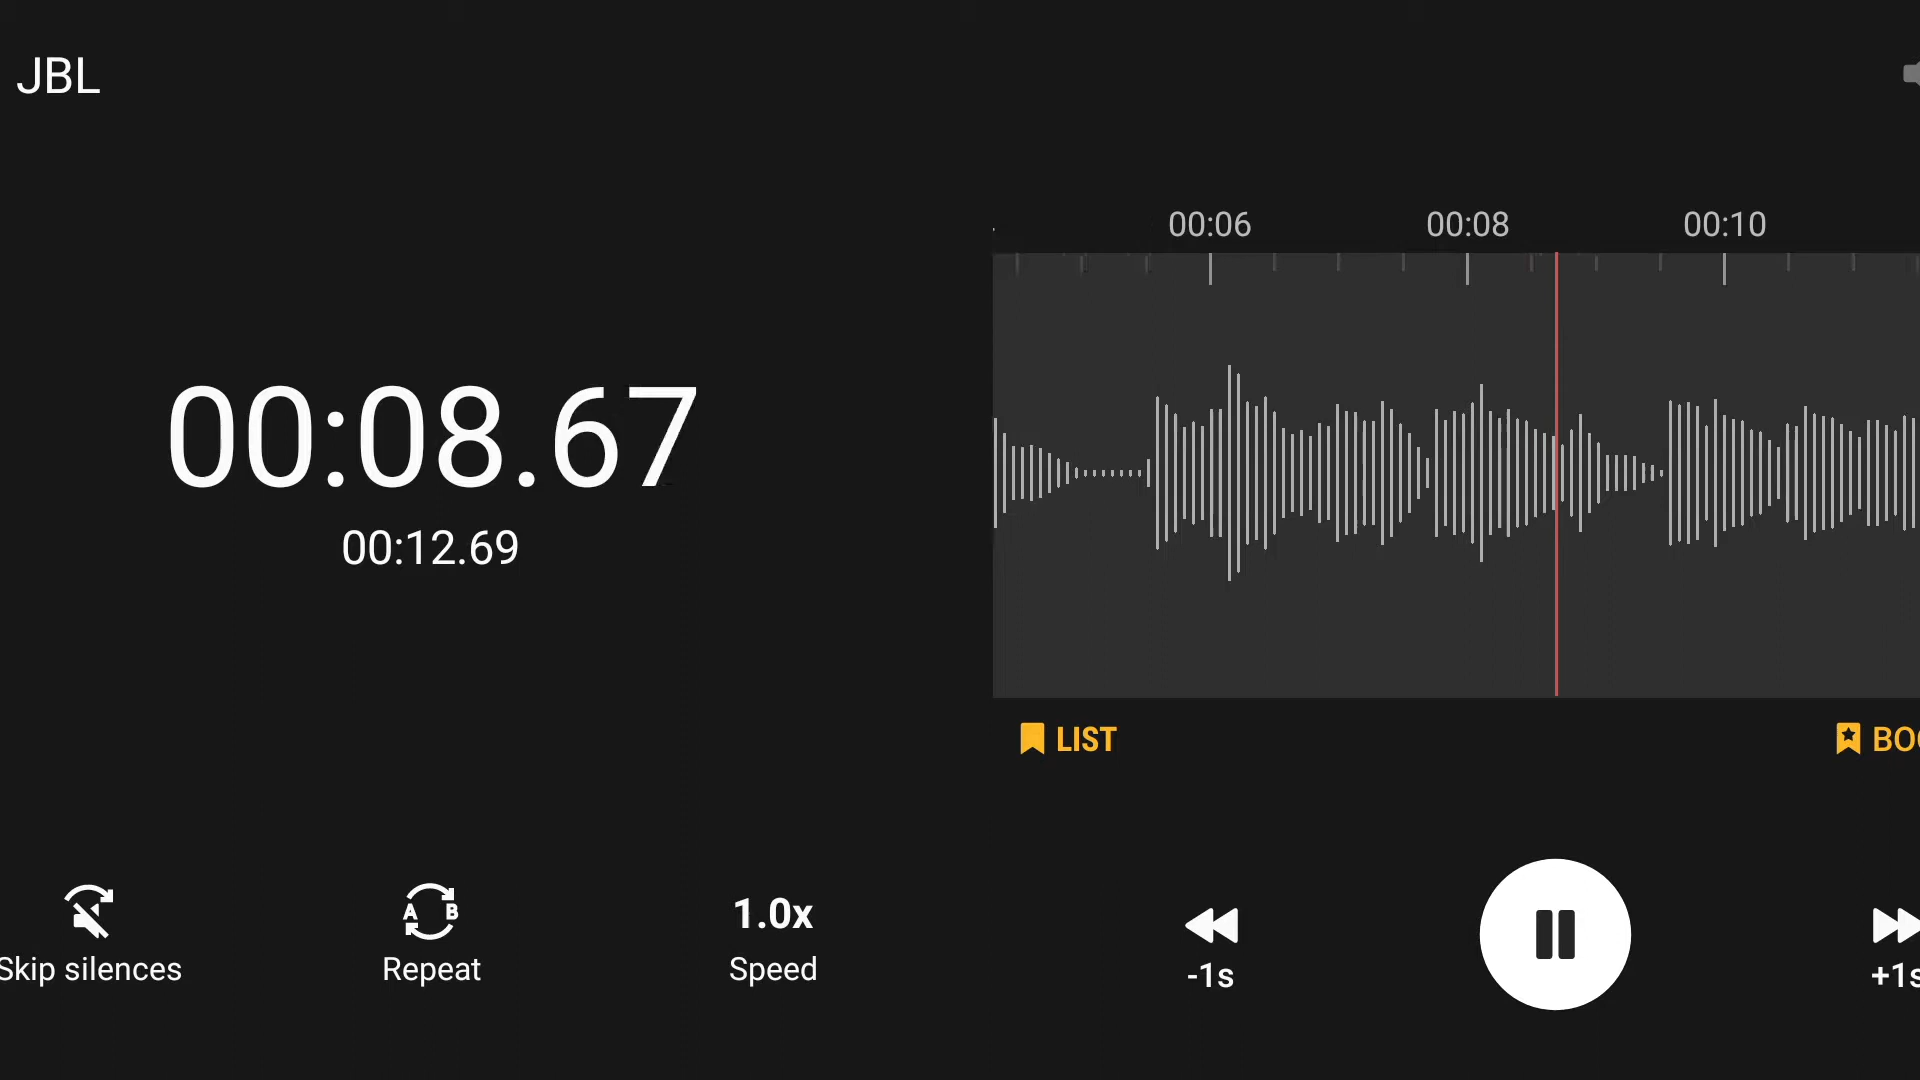 JBL
00:06 00:08 00:10
00:08.67
00:12.69
LIST
A B
1.0x
Skip silences
Repeat
Speed
-1s